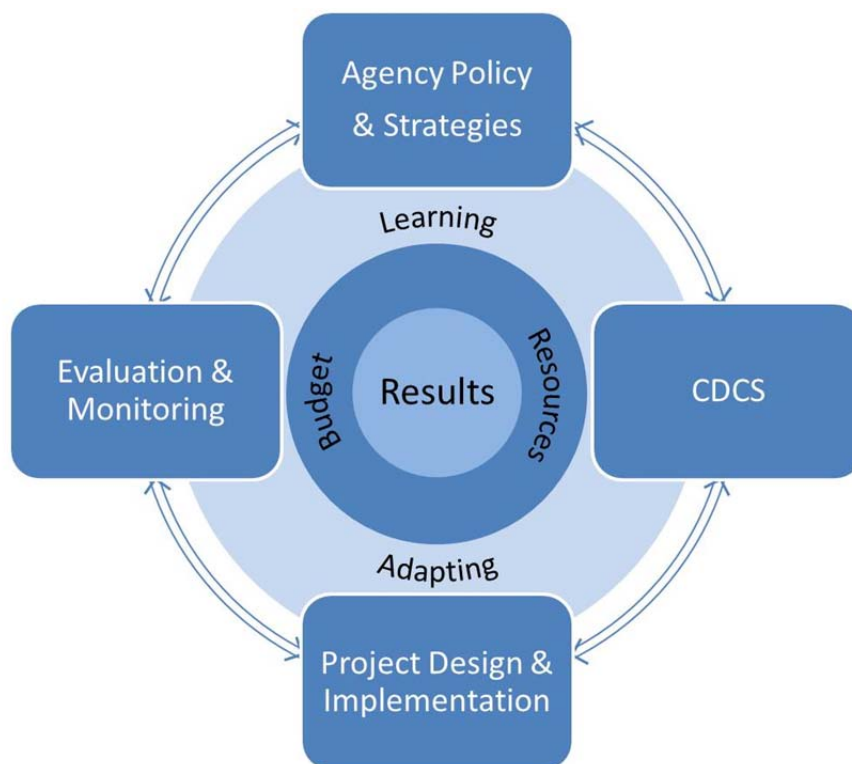 Agency Policy
& Strategies
Learning
Evaluation &
Monitoring
Budget
Results
Resources
CDCS
Adapting
Project Design &
Implementation